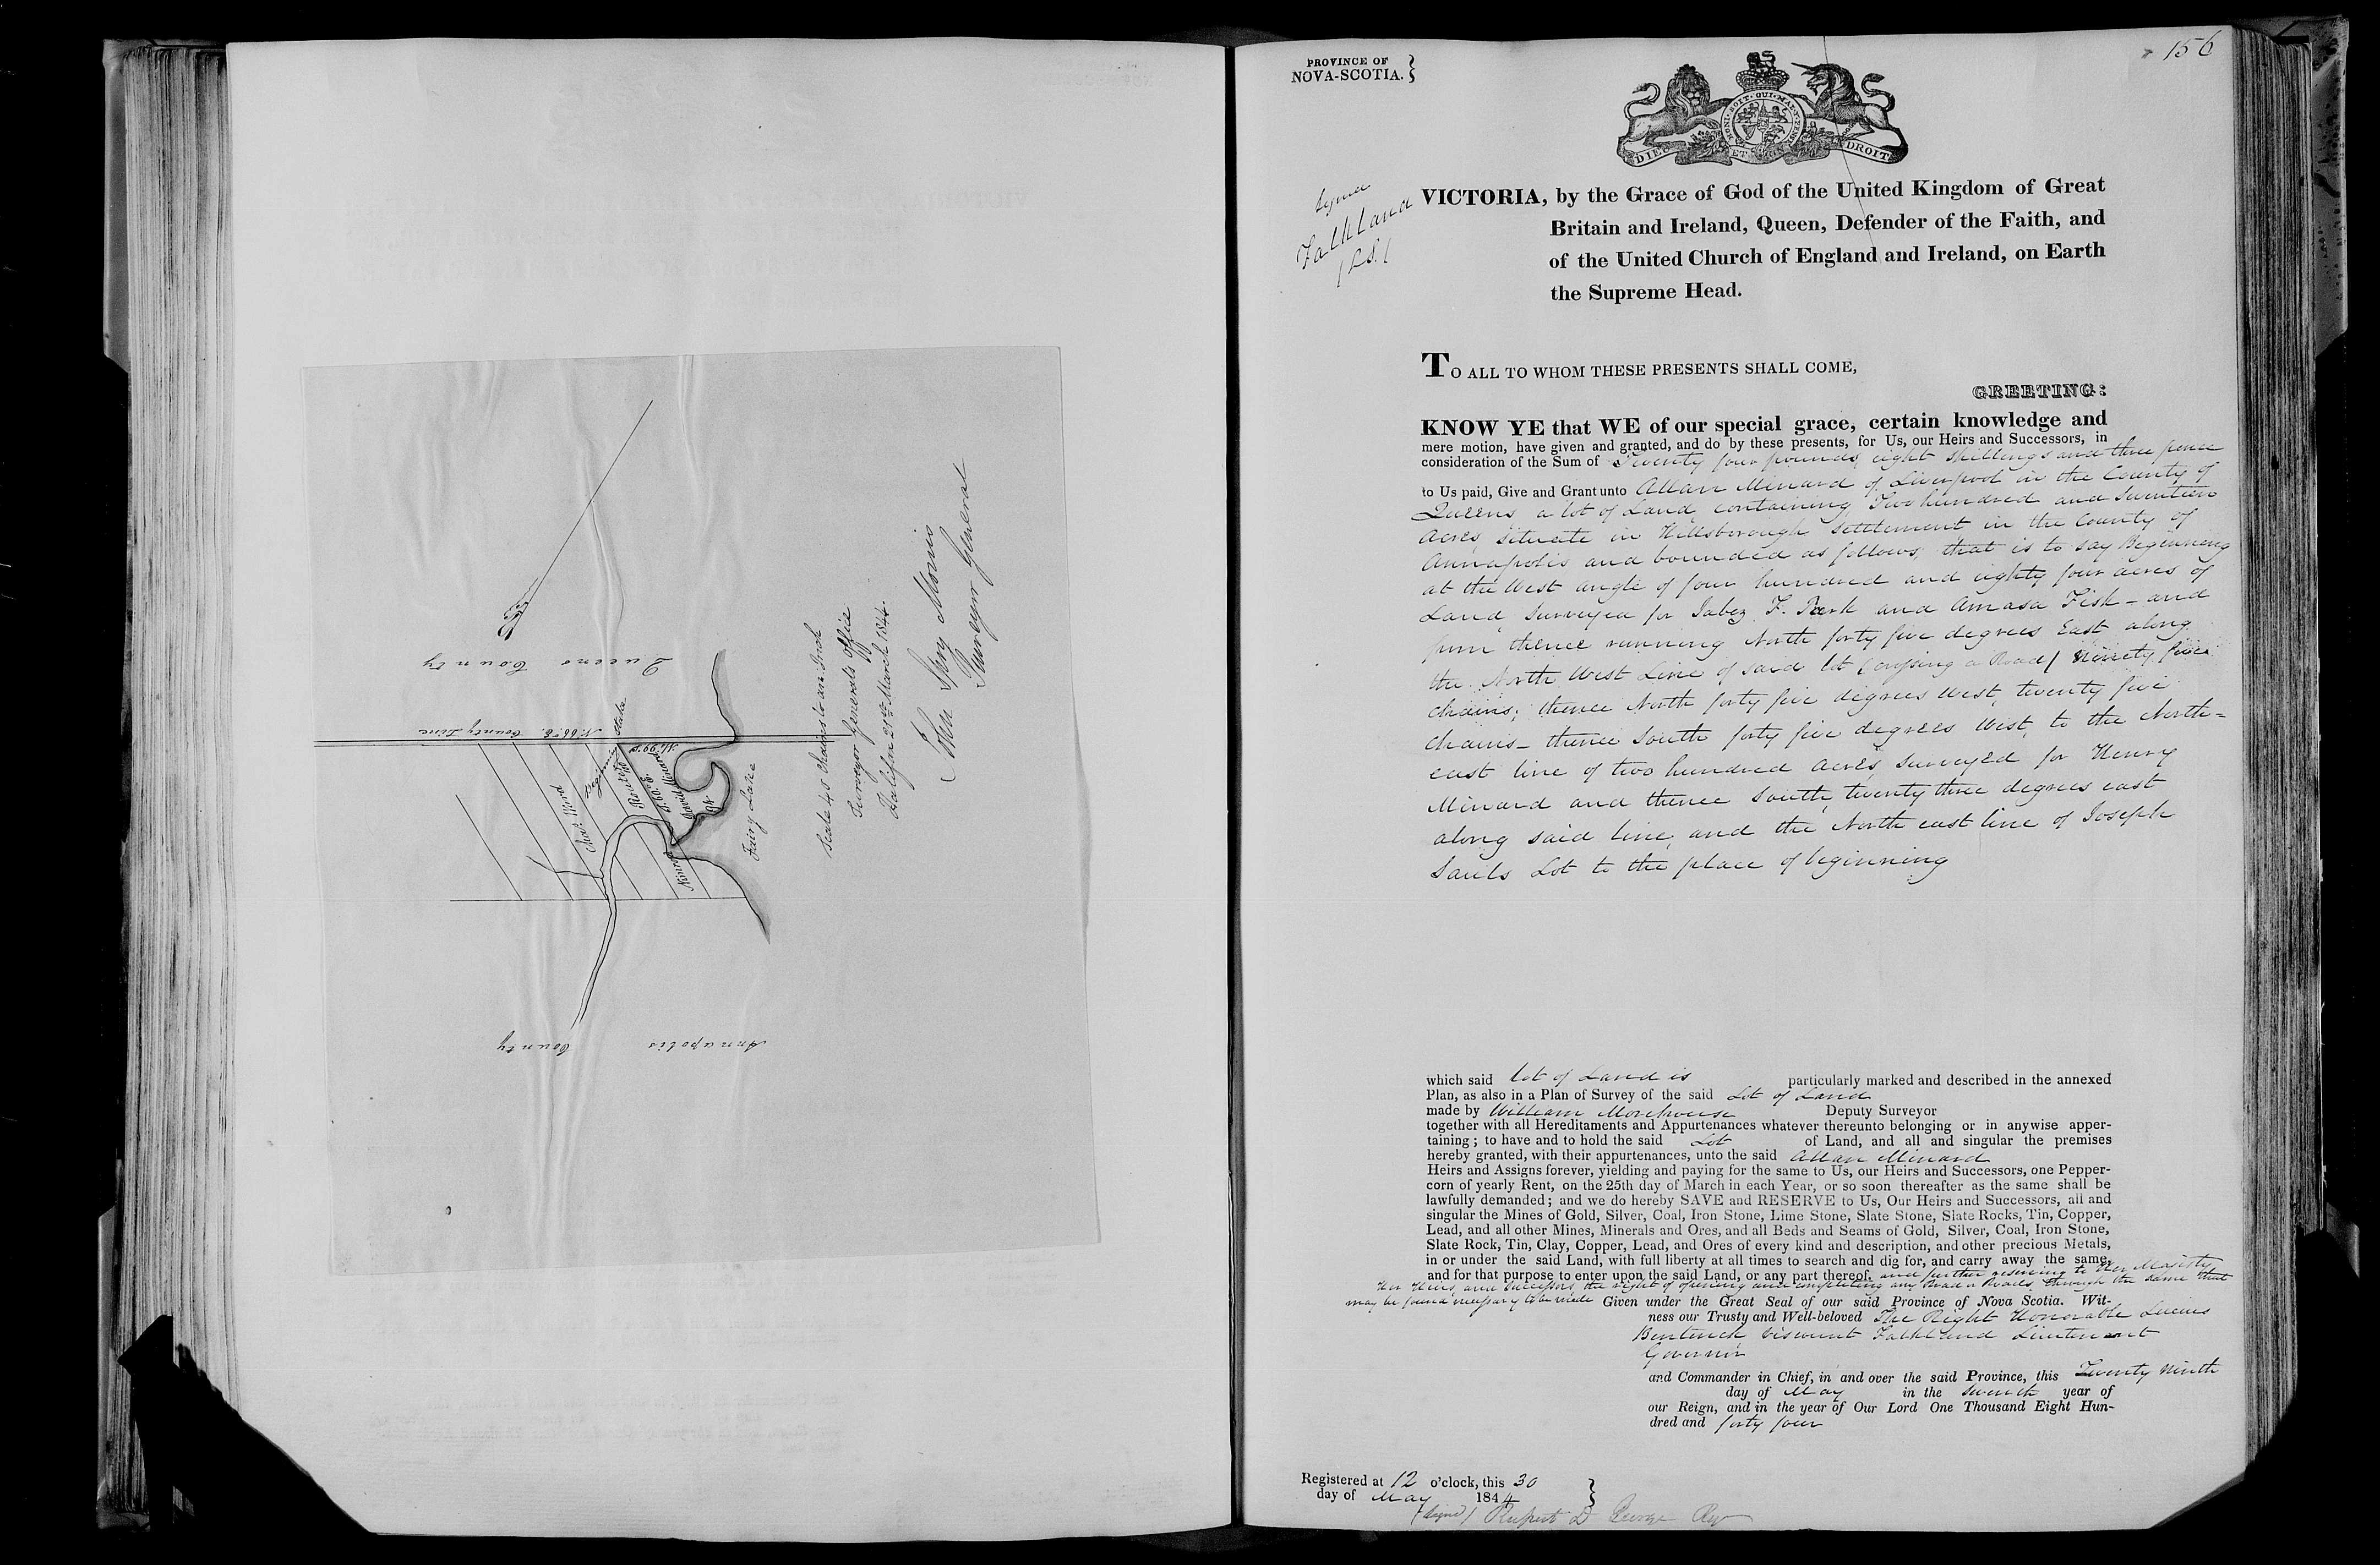 Queens County
County Line
N. 66° E.
Beginning Stake
Chas. Ward
David Minard
94
Fairy Lake
Annapolis County
Scale 40 Chains to an Inch
Surveyor Generals Office
Halifax 21st March 1844.
John Spry Morris
Surveyor General
156
PROVINCE OF
NOVA-SCOTIA.
HONI SOIT QUI MAL Y PENSE
DIEU ET MON DROIT
Signed
Falkland
(L.S.)
VICTORIA, by the Grace of God of the United Kingdom of Great
Britain and Ireland, Queen, Defender of the Faith, and
of the United Church of England and Ireland, on Earth
the Supreme Head.
TO ALL TO WHOM THESE PRESENTS SHALL COME,
GREETING:
KNOW YE that WE of our special grace, certain knowledge and
mere motion, have given and granted, and do by these presents, for Us, our Heirs and Successors, in
consideration of the Sum of Twenty four pounds, eight shillings and three pence
to Us paid, Give and Grant unto Allan Minard of Liverpool in the County of
Queens, a lot of Land containing Two hundred and Seventeen
Acres, situate in Hillsborough Settlement in the County of
Annapolis and bounded as follows, that is to say Beginning
at the West angle of four hundred and eighty four acres of
Land, Surveyed for Jabez F. and Amasa Fisk – and
from thence running North forty five degrees East along
the North West Line of said lot (crossing a Road) Ninety five
chains; thence North forty five degrees West, twenty five
chains – thence South forty five degrees West, to the North-
east line of two hundred acres, surveyed for Henry
Minard and thence South, twenty three degrees east
along said line, and the North east line of Joseph
Sauls Lot to the place of beginning
which said lot of Land is particularly marked and described in the annexed
Plan, as also in a Plan of Survey of the said Lot of Land
made by William Morehouse Deputy Surveyor
together with all Hereditaments and Appurtenances whatever thereunto belonging or in anywise apper-
taining; to have and to hold the said Lot of Land, and all and singular the premises
hereby granted, with their appurtenances, unto the said Allan Minard
Heirs and Assigns forever, yielding and paying for the same to Us, our Heirs and Successors, one Pepper-
corn of yearly Rent, on the 25th day of March in each Year, or so soon thereafter as the same shall be
lawfully demanded; and we do hereby SAVE and RESERVE to Us, Our Heirs and Successors, all and
singular the Mines of Gold, Silver, Coal, Iron Stone, Lime Stone, Slate Stone, Slate Rocks, Tin, Copper,
Lead, and all other Mines, Minerals and Ores, and all Beds and Seams of Gold, Silver, Coal, Iron Stone,
Slate Rock, Tin, Clay, Copper, Lead, and Ores of every kind and description, and other precious Metals,
in or under the said Land, with full liberty at all times to search and dig for, and carry away the same,
and for that purpose to enter upon the said Land, or any part thereof. and further reserving to Her Majesty
Her Heirs and Successors, the right of opening and completing any Road or Roads, through the same that
may be found necessary to be made Given under the Great Seal of our said Province of Nova Scotia. Wit-
ness our Trusty and Well-beloved The Right Honorable Lucius
Bentinck Viscount Falkland Lieutenant
Governor
and Commander in Chief, in and over the said Province, this Twenty Ninth
day of May in the Seventh year of
our Reign, and in the year of Our Lord One Thousand Eight Hun-
dred and forty four
Registered at 12 o'clock, this 30
day of May 1844
(Signed) Rupert D George Reg